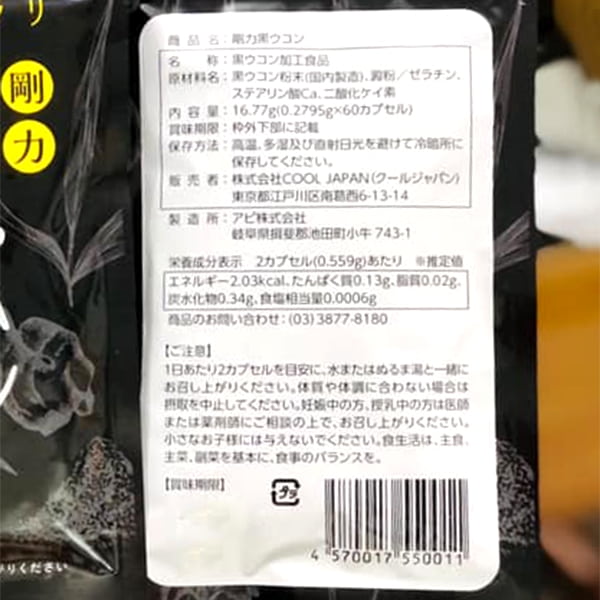 剛
力
商品名：剛力黒ウコン
名称：黒ウコン加工食品
原材料名：黒ウコン粉末(国内製造)、澱粉／ゼラチン、
ステアリン酸Ca、二酸化ケイ素
内容量：16.77g(0.2795g×60カプセル)
賞味期限：枠外下部に記載
保存方法：高温、多湿及び直射日光を避けて冷暗所に
保存してください。
販売者：株式会社COOL JAPAN(クールジャパン)
東京都江戸川区南葛西6-13-14
製造所：アピ株式会社
岐阜県揖斐郡池田町小牛 743-1
栄養成分表示 2カプセル(0.559g)あたり ※推定値
エネルギー2.03kcal、たんぱく質0.13g、脂質0.02g、
炭水化物0.34g、食塩相当量0.0006g
商品のお問い合わせ：(03)3877-8180
【ご注意】
1日あたり2カプセルを目安に、水またはぬるま湯と一緒に
お召し上がりください。体質や体調に合わない場合は
摂取を中止してください。妊娠中の方、授乳中の方は医師
または薬剤師にご相談の上で、お召し上がりください。
小さなお子様には与えないでください。食生活は、主食、
主菜、副菜を基本に、食事のバランスを。
【賞味期限】
プラ
4 570017 550011
りください